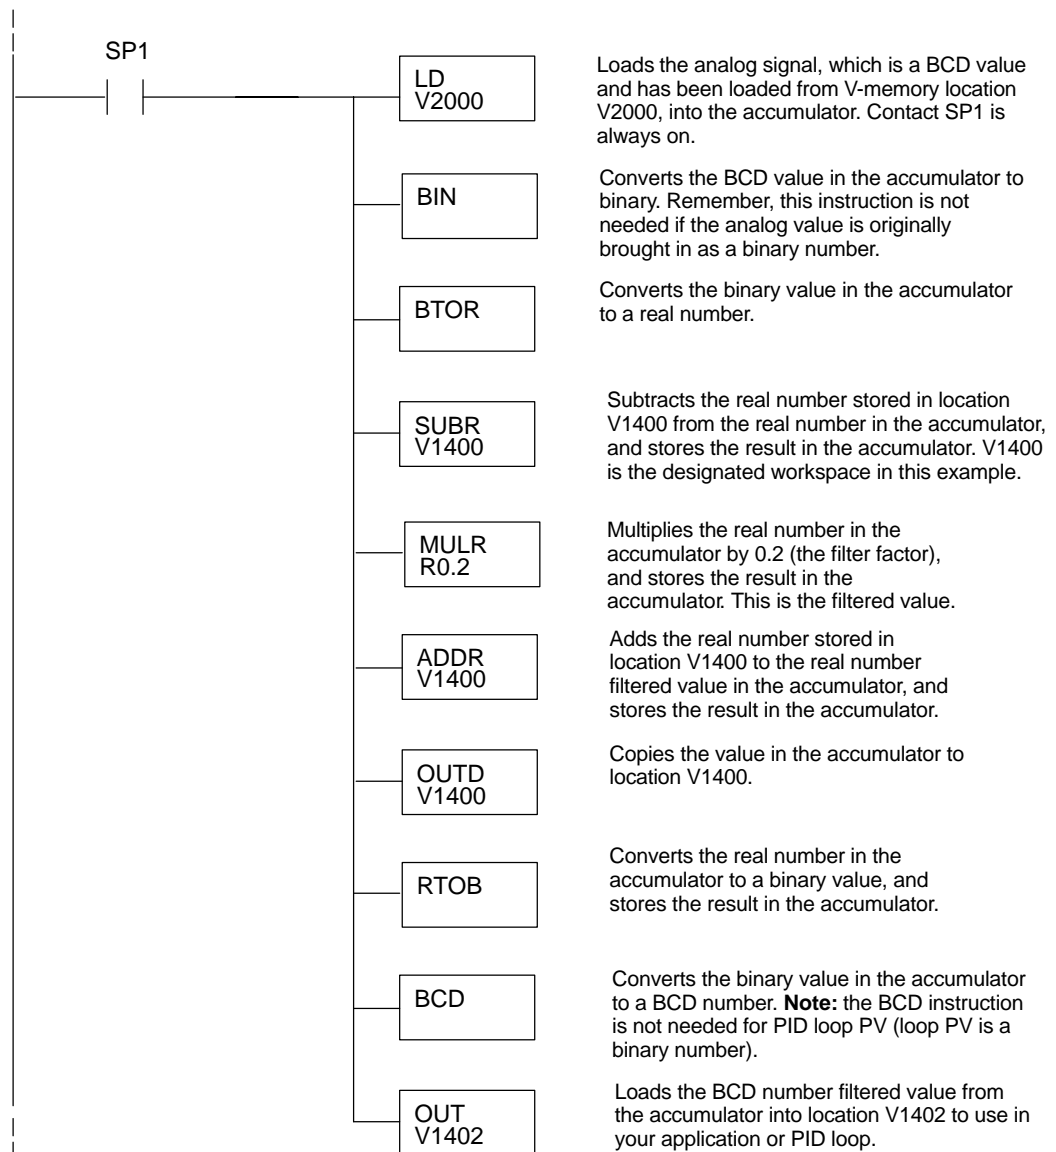 SP1
LD
V2000
Loads the analog signal, which is a BCD value
and has been loaded from V-memory location
V2000, into the accumulator. Contact SP1 is
always on.
BIN
Converts the BCD value in the accumulator to
binary. Remember, this instruction is not
needed if the analog value is originally
brought in as a binary number.
BTOR
Converts the binary value in the accumulator
to a real number.
SUBR
V1400
Subtracts the real number stored in location
V1400 from the real number in the accumulator,
and stores the result in the accumulator. V1400
is the designated workspace in this example.
MULR
R0.2
Multiplies the real number in the
accumulator by 0.2 (the filter factor),
and stores the result in the
accumulator. This is the filtered value.
ADDR
V1400
Adds the real number stored in
location V1400 to the real number
filtered value in the accumulator, and
stores the result in the accumulator.
OUTD
V1400
Copies the value in the accumulator to
location V1400.
RTOB
Converts the real number in the
accumulator to a binary value, and
stores the result in the accumulator.
BCD
Converts the binary value in the accumulator
to a BCD number. Note: the BCD instruction
is not needed for PID loop PV (loop PV is a
binary number).
OUT
V1402
Loads the BCD number filtered value from
the accumulator into location V1402 to use in
your application or PID loop.